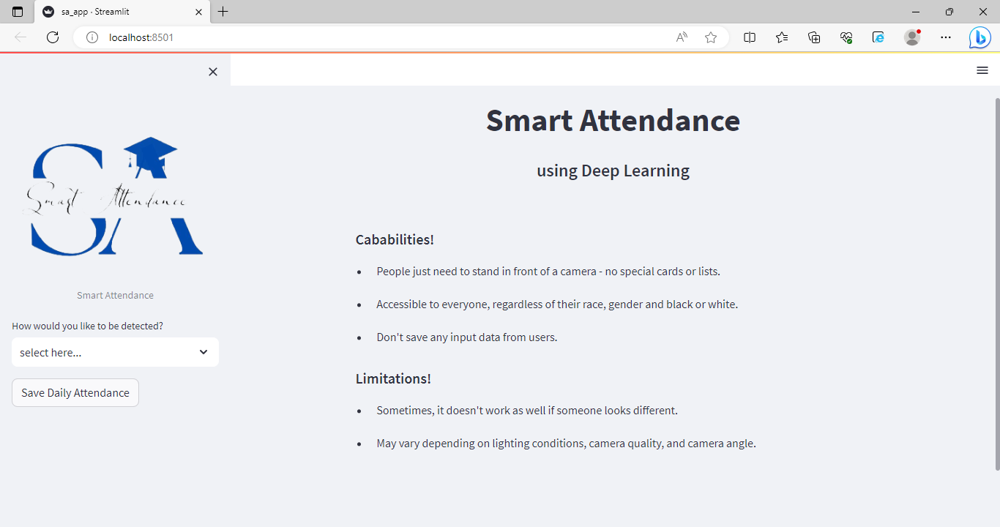 sa_app · Streamlit
localhost:8501
SA
Smart Attendance
Smart Attendance
How would you like to be detected?
select here...
Save Daily Attendance
Smart Attendance
using Deep Learning
Cababilities!
• People just need to stand in front of a camera - no special cards or lists.
• Accessible to everyone, regardless of their race, gender and black or white.
• Don't save any input data from users.
Limitations!
• Sometimes, it doesn't work as well if someone looks different.
• May vary depending on lighting conditions, camera quality, and camera angle.